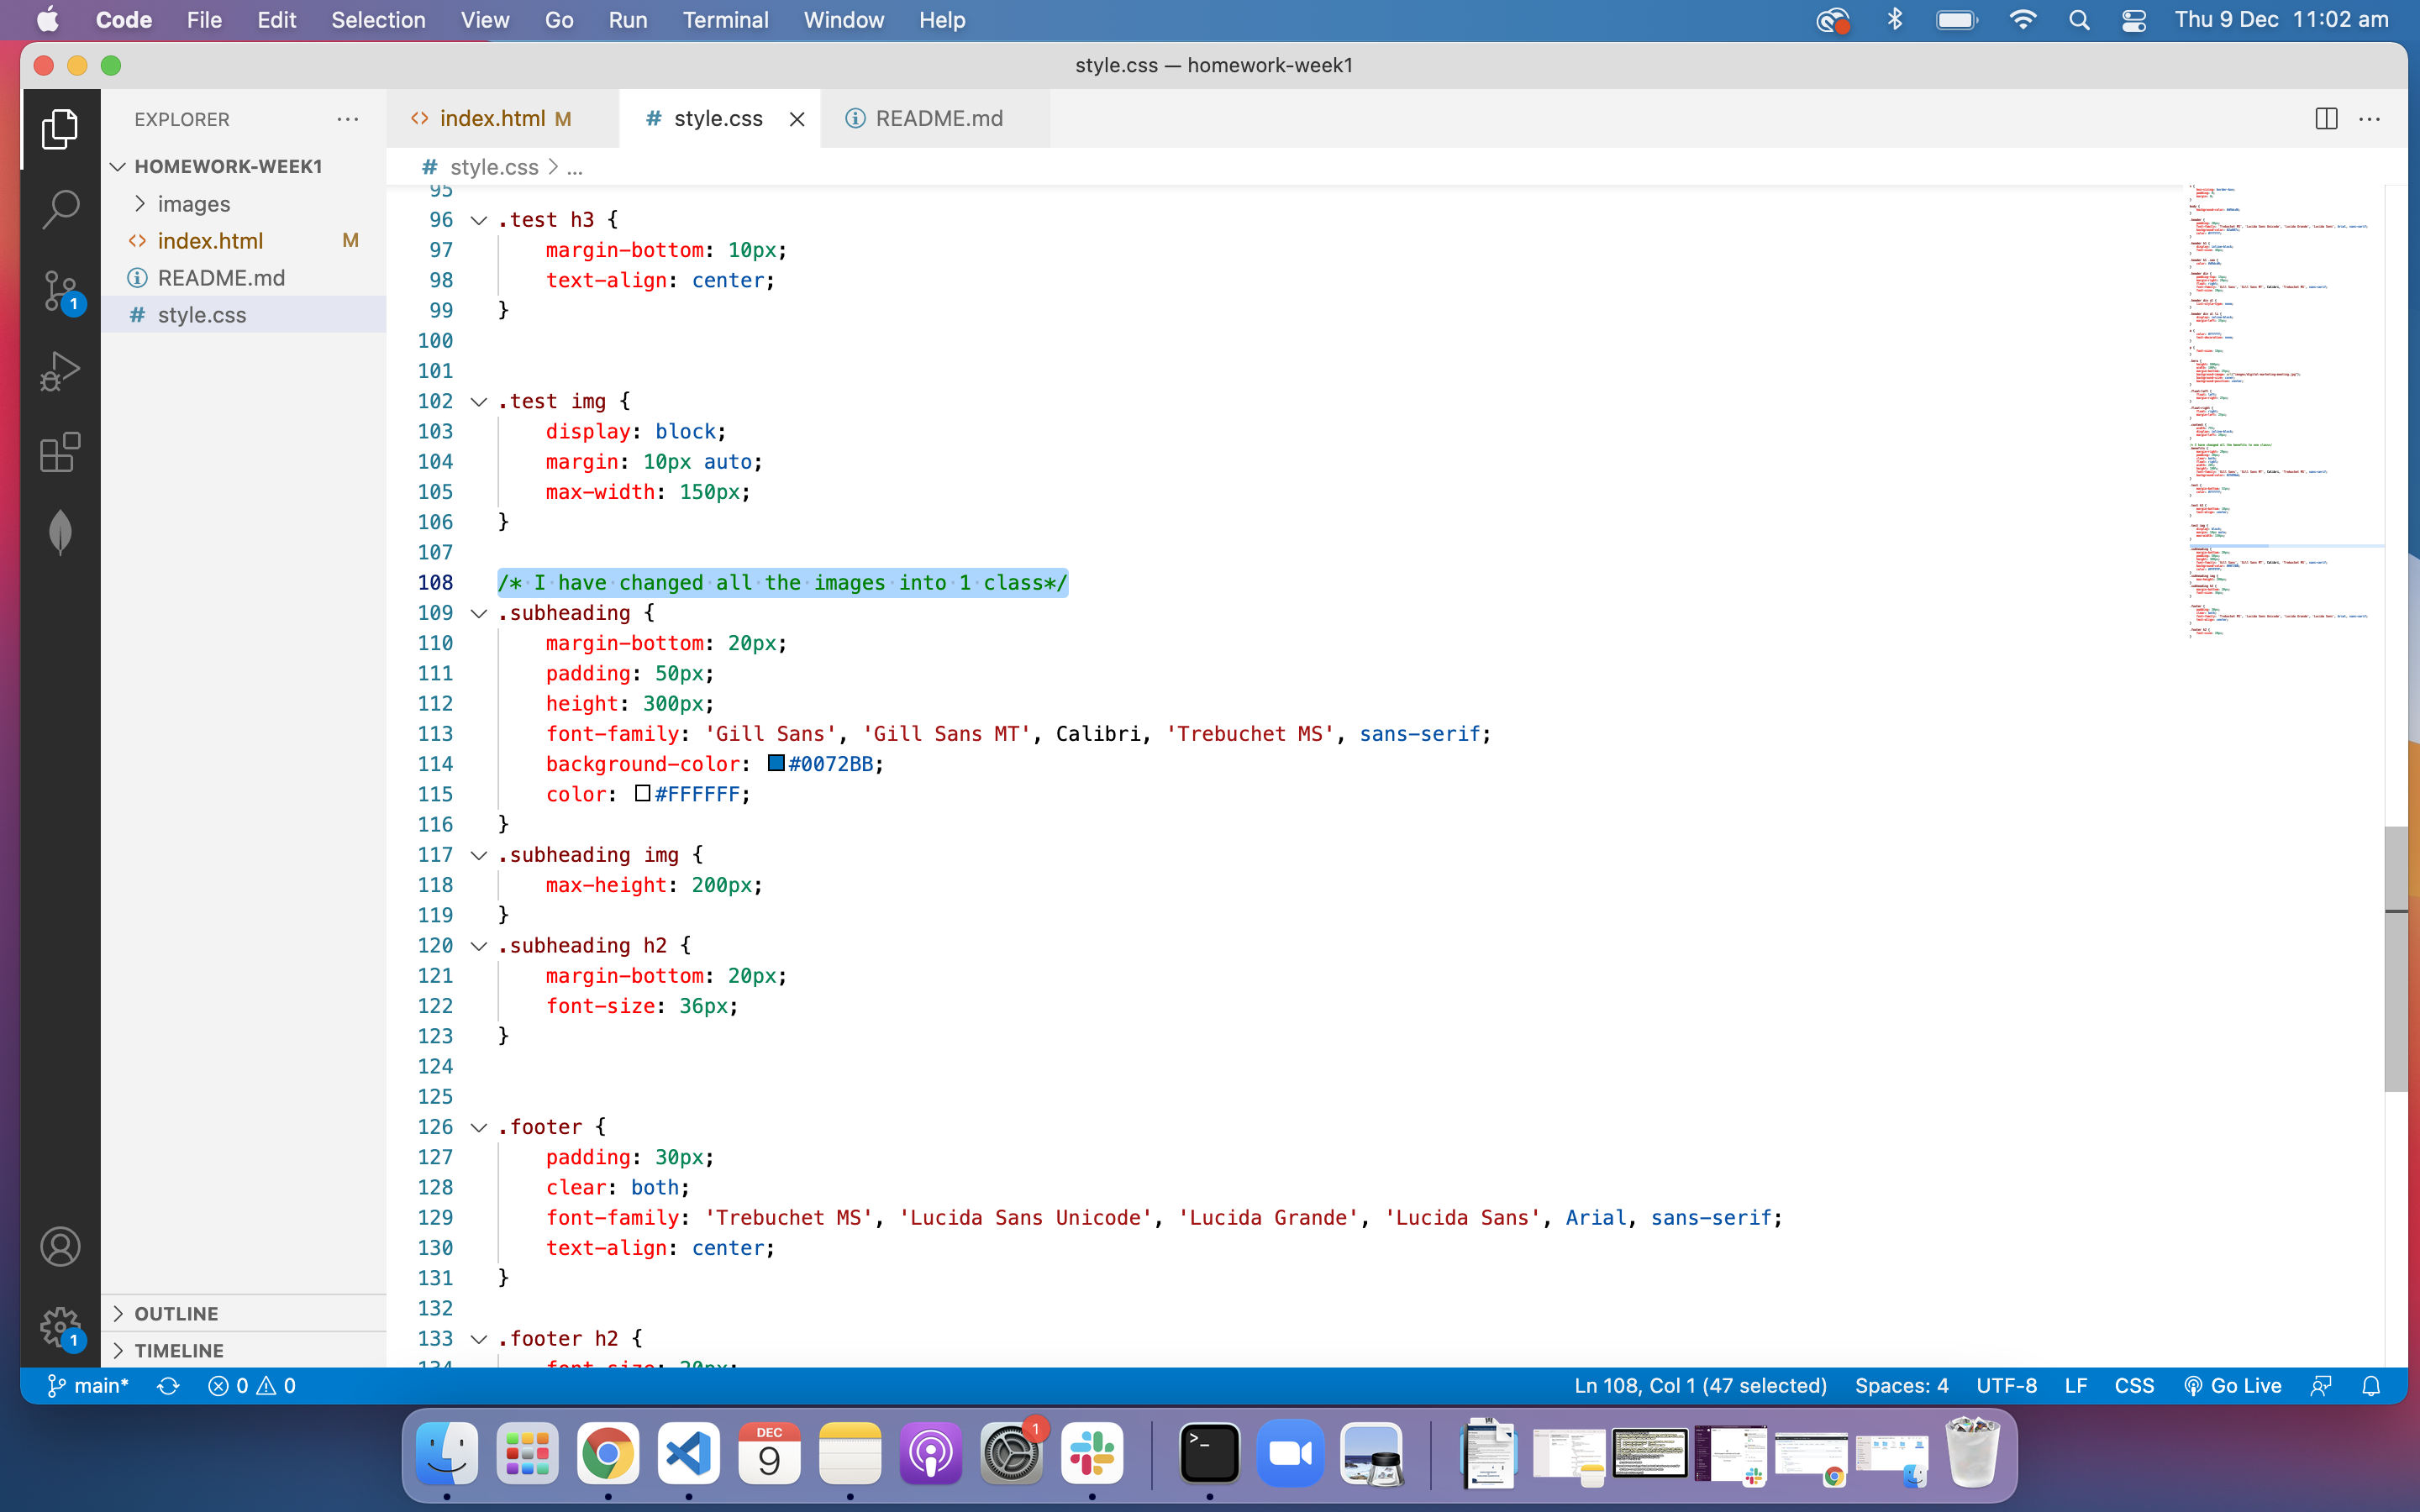 Code File Edit Selection View Go Run Terminal Window Help Thu 9 Dec 11:02 am
style.css — homework-week1
EXPLORER
index.html M
style.css
README.md
HOMEWORK-WEEK1
images
index.html M
README.md
style.css
# style.css > ...
95
96 .test h3 {
97 margin-bottom: 10px;
98 text-align: center;
99 }
100
101
102 .test img {
103 display: block;
104 margin: 10px auto;
105 max-width: 150px;
106 }
107
108 /* I have changed all the images into 1 class*/
109 .subheading {
110 margin-bottom: 20px;
111 padding: 50px;
112 height: 300px;
113 font-family: 'Gill Sans', 'Gill Sans MT', Calibri, 'Trebuchet MS', sans-serif;
114 background-color: #0072BB;
115 color: #FFFFFF;
116 }
117 .subheading img {
118 max-height: 200px;
119 }
120 .subheading h2 {
121 margin-bottom: 20px;
122 font-size: 36px;
123 }
124
125
126 .footer {
127 padding: 30px;
128 clear: both;
129 font-family: 'Trebuchet MS', 'Lucida Sans Unicode', 'Lucida Grande', 'Lucida Sans', Arial, sans-serif;
130 text-align: center;
131 }
132
133 .footer h2 {
134 font-size: 20px;
1
OUTLINE
1
TIMELINE
main* 0 0 Ln 108, Col 1 (47 selected) Spaces: 4 UTF-8 LF CSS Go Live
DEC
9
1